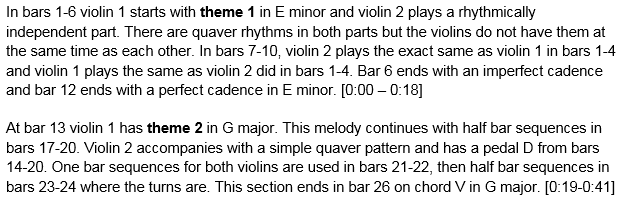 In bars 1-6 violin 1 starts with theme 1 in E minor and violin 2 plays a rhythmically
independent part. There are quaver rhythms in both parts but the violins do not have them at
the same time as each other. In bars 7-10, violin 2 plays the exact same as violin 1 in bars 1-4
and violin 1 plays the same as violin 2 did in bars 1-4. Bar 6 ends with an imperfect cadence
and bar 12 ends with a perfect cadence in E minor. [0:00 – 0:18]
At bar 13 violin 1 has theme 2 in G major. This melody continues with half bar sequences in
bars 17-20. Violin 2 accompanies with a simple quaver pattern and has a pedal D from bars
14-20. One bar sequences for both violins are used in bars 21-22, then half bar sequences in
bars 23-24 where the turns are. This section ends in bar 26 on chord V in G major. [0:19-0:41]